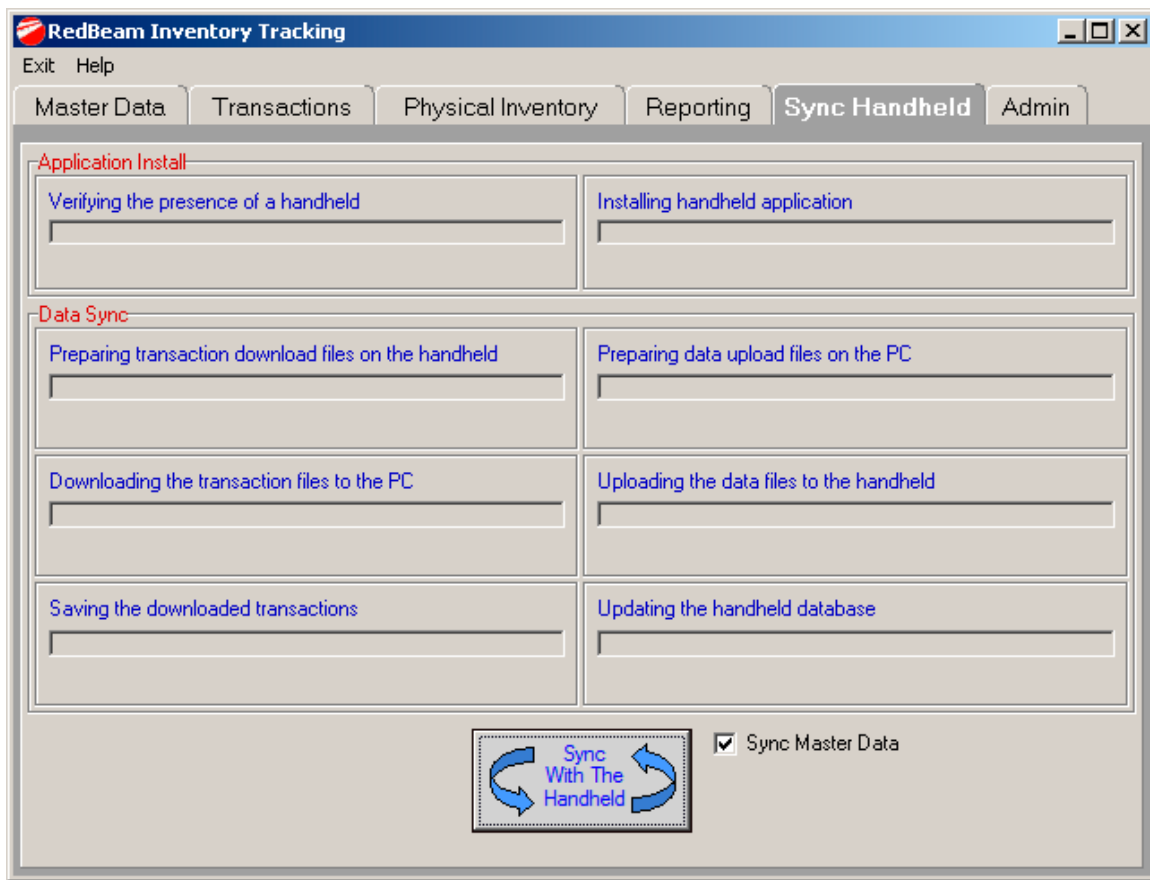 RedBeam Inventory Tracking
Exit Help
Master Data Transactions Physical Inventory Reporting Sync Handheld Admin
Application Install
Verifying the presence of a handheld
Installing handheld application
Data Sync
Preparing transaction download files on the handheld
Preparing data upload files on the PC
Downloading the transaction files to the PC
Uploading the data files to the handheld
Saving the downloaded transactions
Updating the handheld database
Sync
With The
Handheld
Sync Master Data